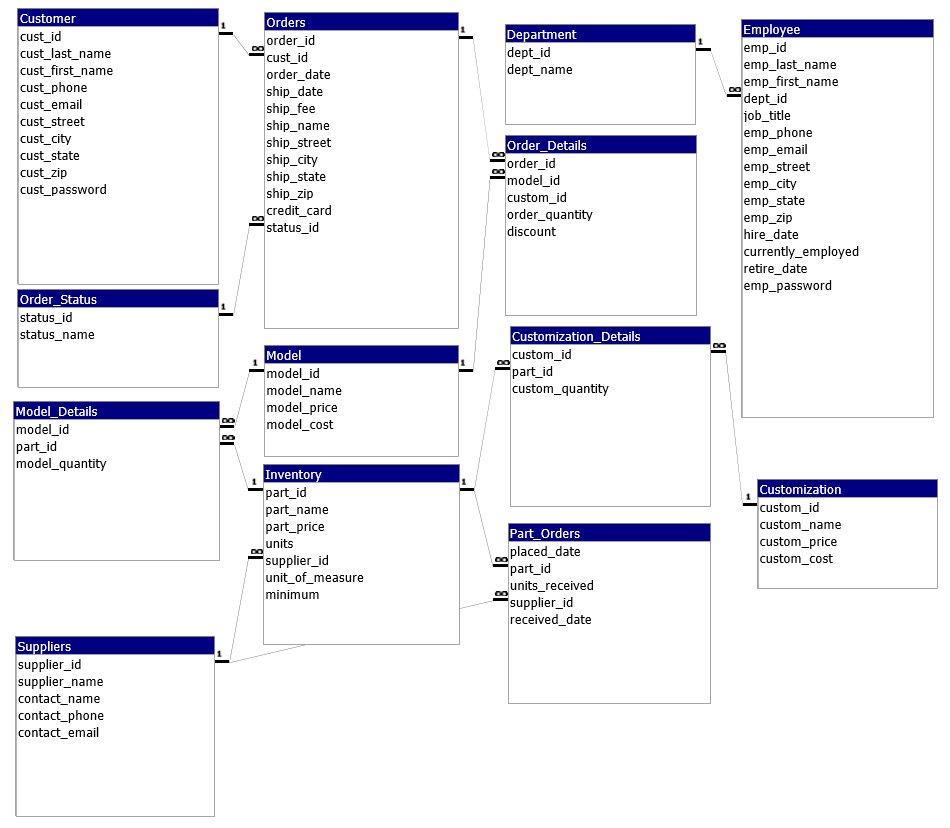 Customer
cust_id
cust_last_name
cust_first_name
cust_phone
cust_email
cust_street
cust_city
cust_state
cust_zip
cust_password
1
∞
Orders
order_id
cust_id
order_date
ship_date
ship_fee
ship_name
ship_street
ship_city
ship_state
ship_zip
credit_card
status_id
1
∞
Department
dept_id
dept_name
1
∞
Employee
emp_id
emp_last_name
emp_first_name
dept_id
job_title
emp_phone
emp_email
emp_street
emp_city
emp_state
emp_zip
hire_date
currently_employed
retire_date
emp_password
∞
∞
Order_Details
order_id
model_id
custom_id
order_quantity
discount
Order_Status
status_id
status_name
1
Model
model_id
model_name
model_price
model_cost
1
1
Customization_Details
custom_id
part_id
custom_quantity
∞
∞
Model_Details
model_id
part_id
model_quantity
∞
∞
Inventory
part_id
part_name
part_price
units
supplier_id
unit_of_measure
minimum
1
1
∞
Customization
custom_id
custom_name
custom_price
custom_cost
1
Part_Orders
placed_date
part_id
units_received
supplier_id
received_date
∞
∞
Suppliers
supplier_id
supplier_name
contact_name
contact_phone
contact_email
1